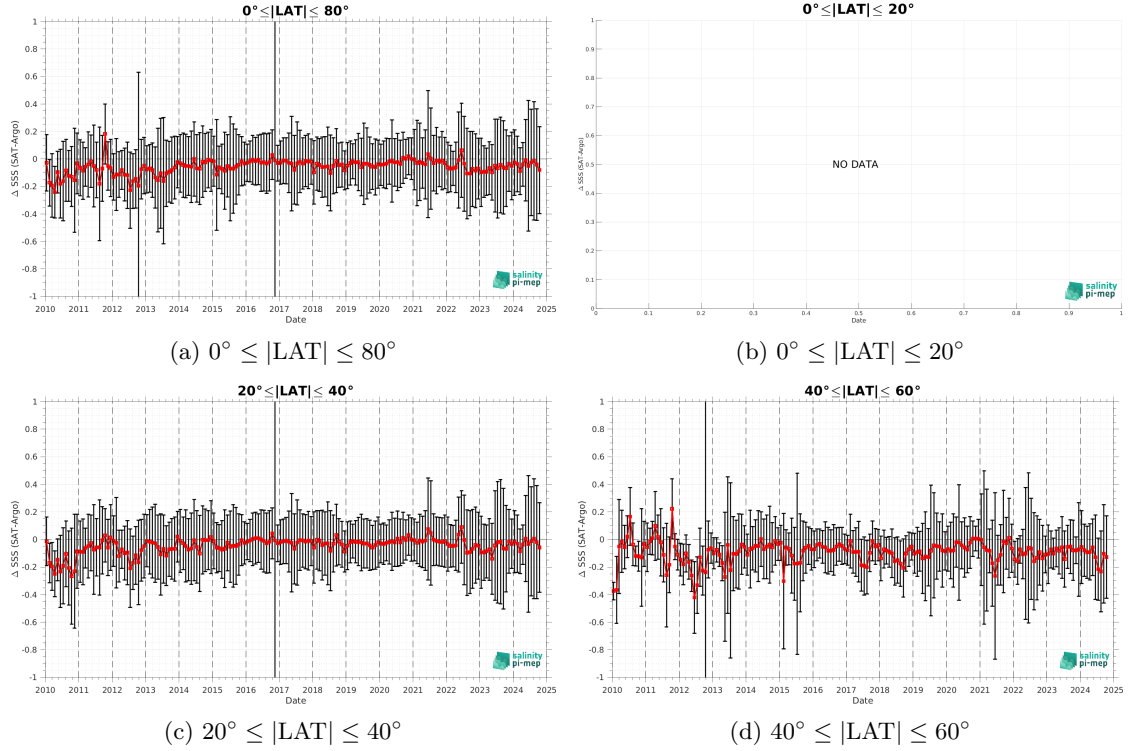 0°≤|LAT|≤ 80°
Δ SSS (SAT-Argo)
1
0.8
0.6
0.4
0.2
0
-0.2
-0.4
-0.6
-0.8
-1
2010 2011 2012 2013 2014 2015 2016 2017 2018 2019 2020 2021 2022 2023 2024 2025
Date
salinity
pi-mep
(a) 0° ≤ |LAT| ≤ 80°
0°≤|LAT|≤ 20°
Δ SSS (SAT-Argo)
1
0.9
0.8
0.7
0.6
0.5
0.4
0.3
0.2
0.1
0
NO DATA
0 0.1 0.2 0.3 0.4 0.5 0.6 0.7 0.8 0.9 1
Date
salinity
pi-mep
(b) 0° ≤ |LAT| ≤ 20°
20°≤|LAT|≤ 40°
Δ SSS (SAT-Argo)
1
0.8
0.6
0.4
0.2
0
-0.2
-0.4
-0.6
-0.8
-1
2010 2011 2012 2013 2014 2015 2016 2017 2018 2019 2020 2021 2022 2023 2024 2025
Date
salinity
pi-mep
(c) 20° ≤ |LAT| ≤ 40°
40°≤|LAT|≤ 60°
Δ SSS (SAT-Argo)
1
0.8
0.6
0.4
0.2
0
-0.2
-0.4
-0.6
-0.8
-1
2010 2011 2012 2013 2014 2015 2016 2017 2018 2019 2020 2021 2022 2023 2024 2025
Date
salinity
pi-mep
(d) 40° ≤ |LAT| ≤ 60°